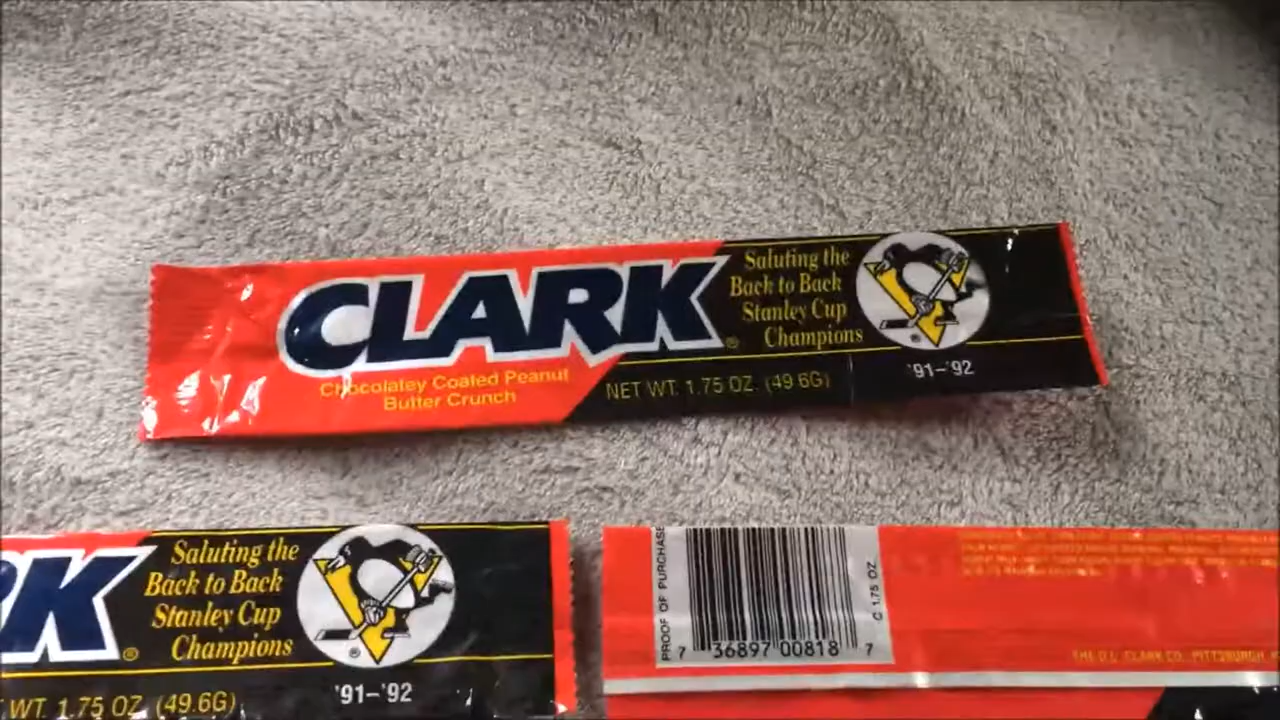 CLARK
®
Saluting the
Back to Back
Stanley Cup
Champions
Chocolatey Coated Peanut
Butter Crunch
NET WT. 1.75 OZ. (49.6G)
'91–'92
RK
®
Saluting the
Back to Back
Stanley Cup
Champions
WT. 1.75 OZ. (49.6G)
'91–'92
PROOF OF PURCHASE
7 36897 00818 7
C 1.75 OZ
THE D.L. CLARK CO., PITTSBURGH,